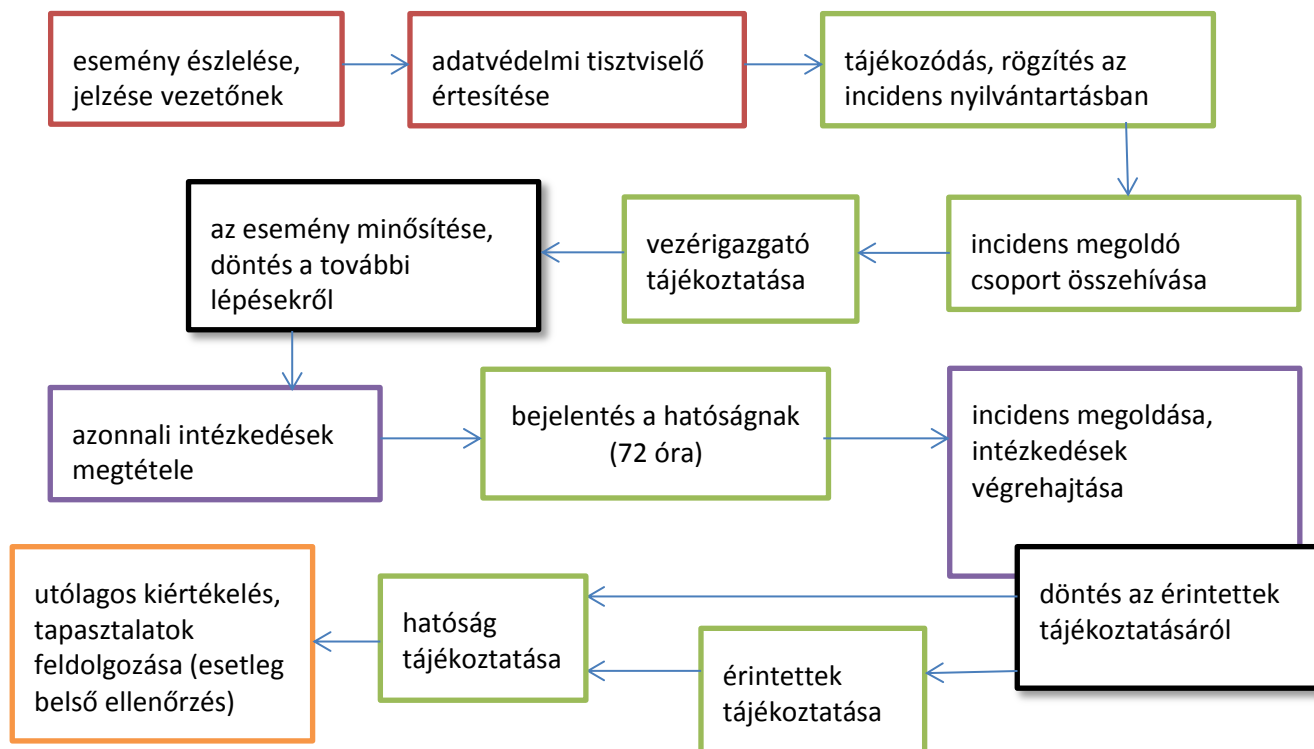 esemény észlelése,
jelzése vezetőnek
adatvédelmi tisztviselő
értesítése
tájékozódás, rögzítés az
incidens nyilvántartásban
incidens megoldó
csoport összehívása
vezérigazgató
tájékoztatása
az esemény minősítése,
döntés a további
lépésekről
azonnali intézkedések
megtétele
bejelentés a hatóságnak
(72 óra)
incidens megoldása,
intézkedések
végrehajtása
döntés az érintettek
tájékoztatásáról
érintettek
tájékoztatása
hatóság
tájékoztatása
utólagos kiértékelés,
tapasztalatok
feldolgozása (esetleg
belső ellenőrzés)